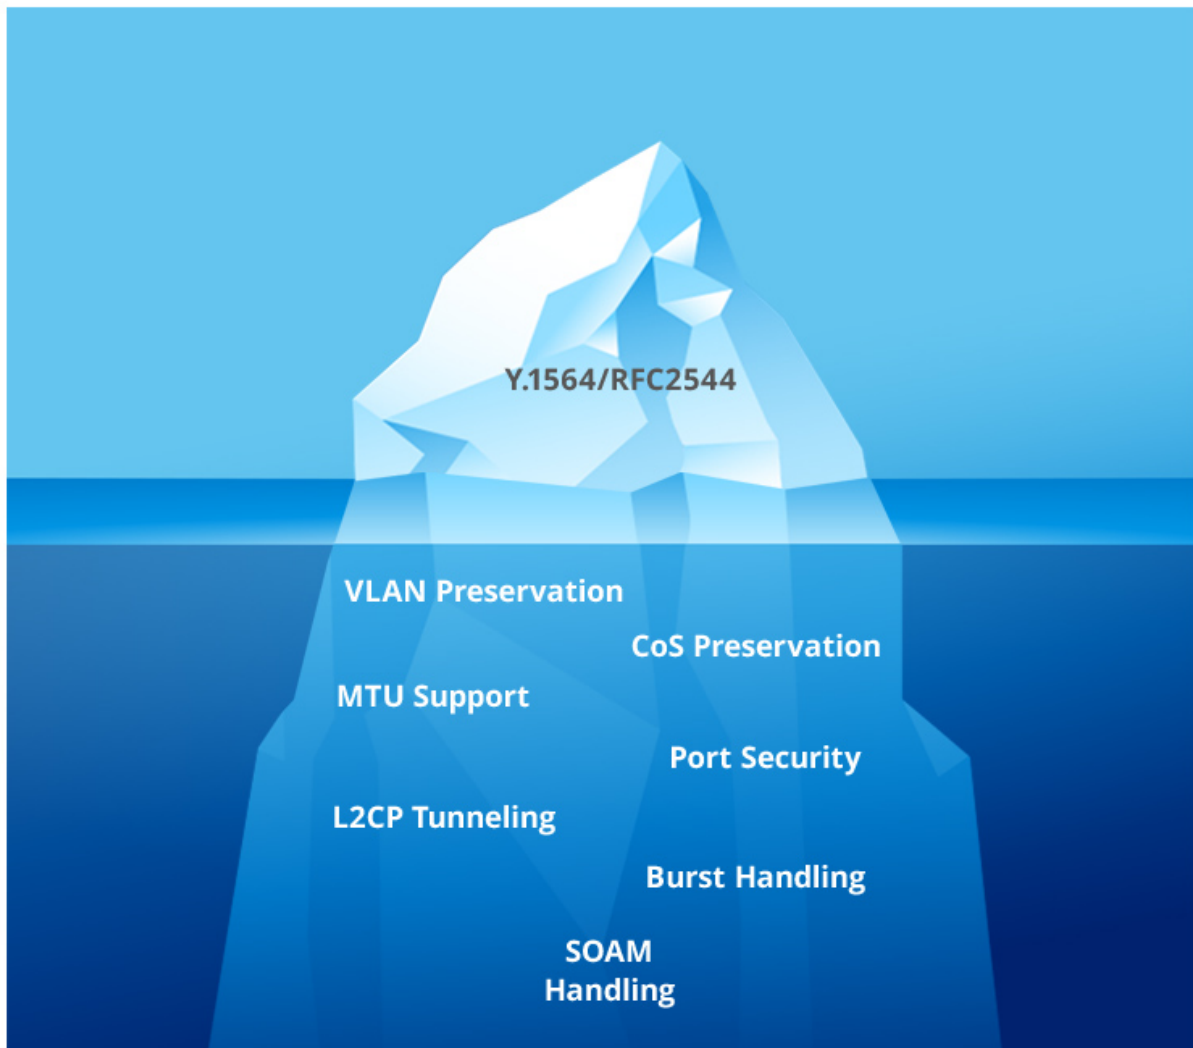 Y.1564/RFC2544
VLAN Preservation
CoS Preservation
MTU Support
Port Security
L2CP Tunneling
Burst Handling
SOAM
Handling